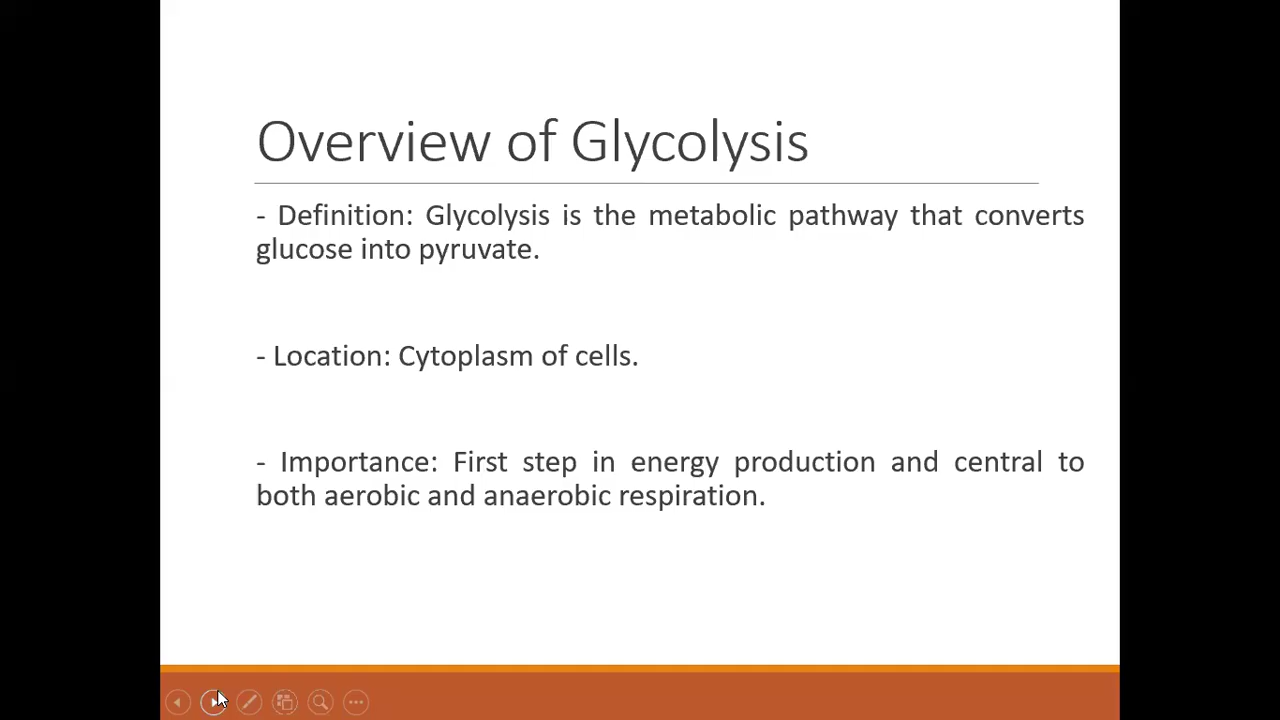 Overview of Glycolysis
- Definition: Glycolysis is the metabolic pathway that converts
glucose into pyruvate.
- Location: Cytoplasm of cells.
- Importance: First step in energy production and central to
both aerobic and anaerobic respiration.